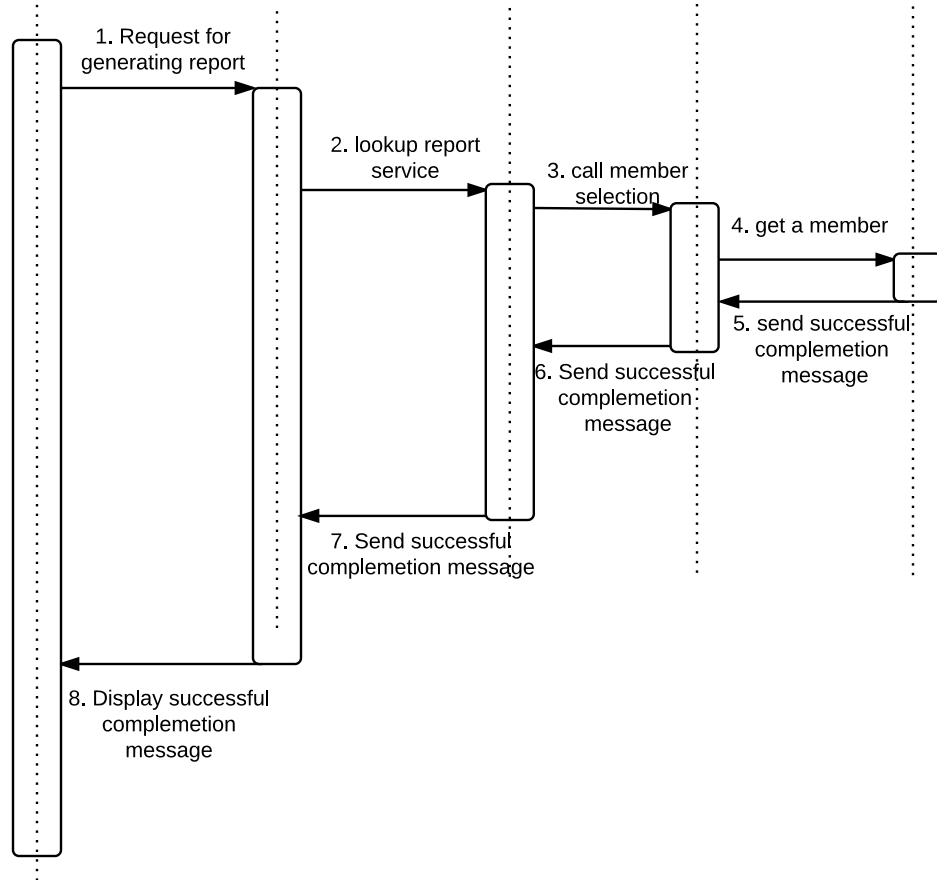 1. Request for
generating report
2. lookup report
service
3. call member
selection
4. get a member
5. send successful
complemetion
message
6. Send successful
complemetion
message
7. Send successful
complemetion message
8. Display successful
complemetion
message